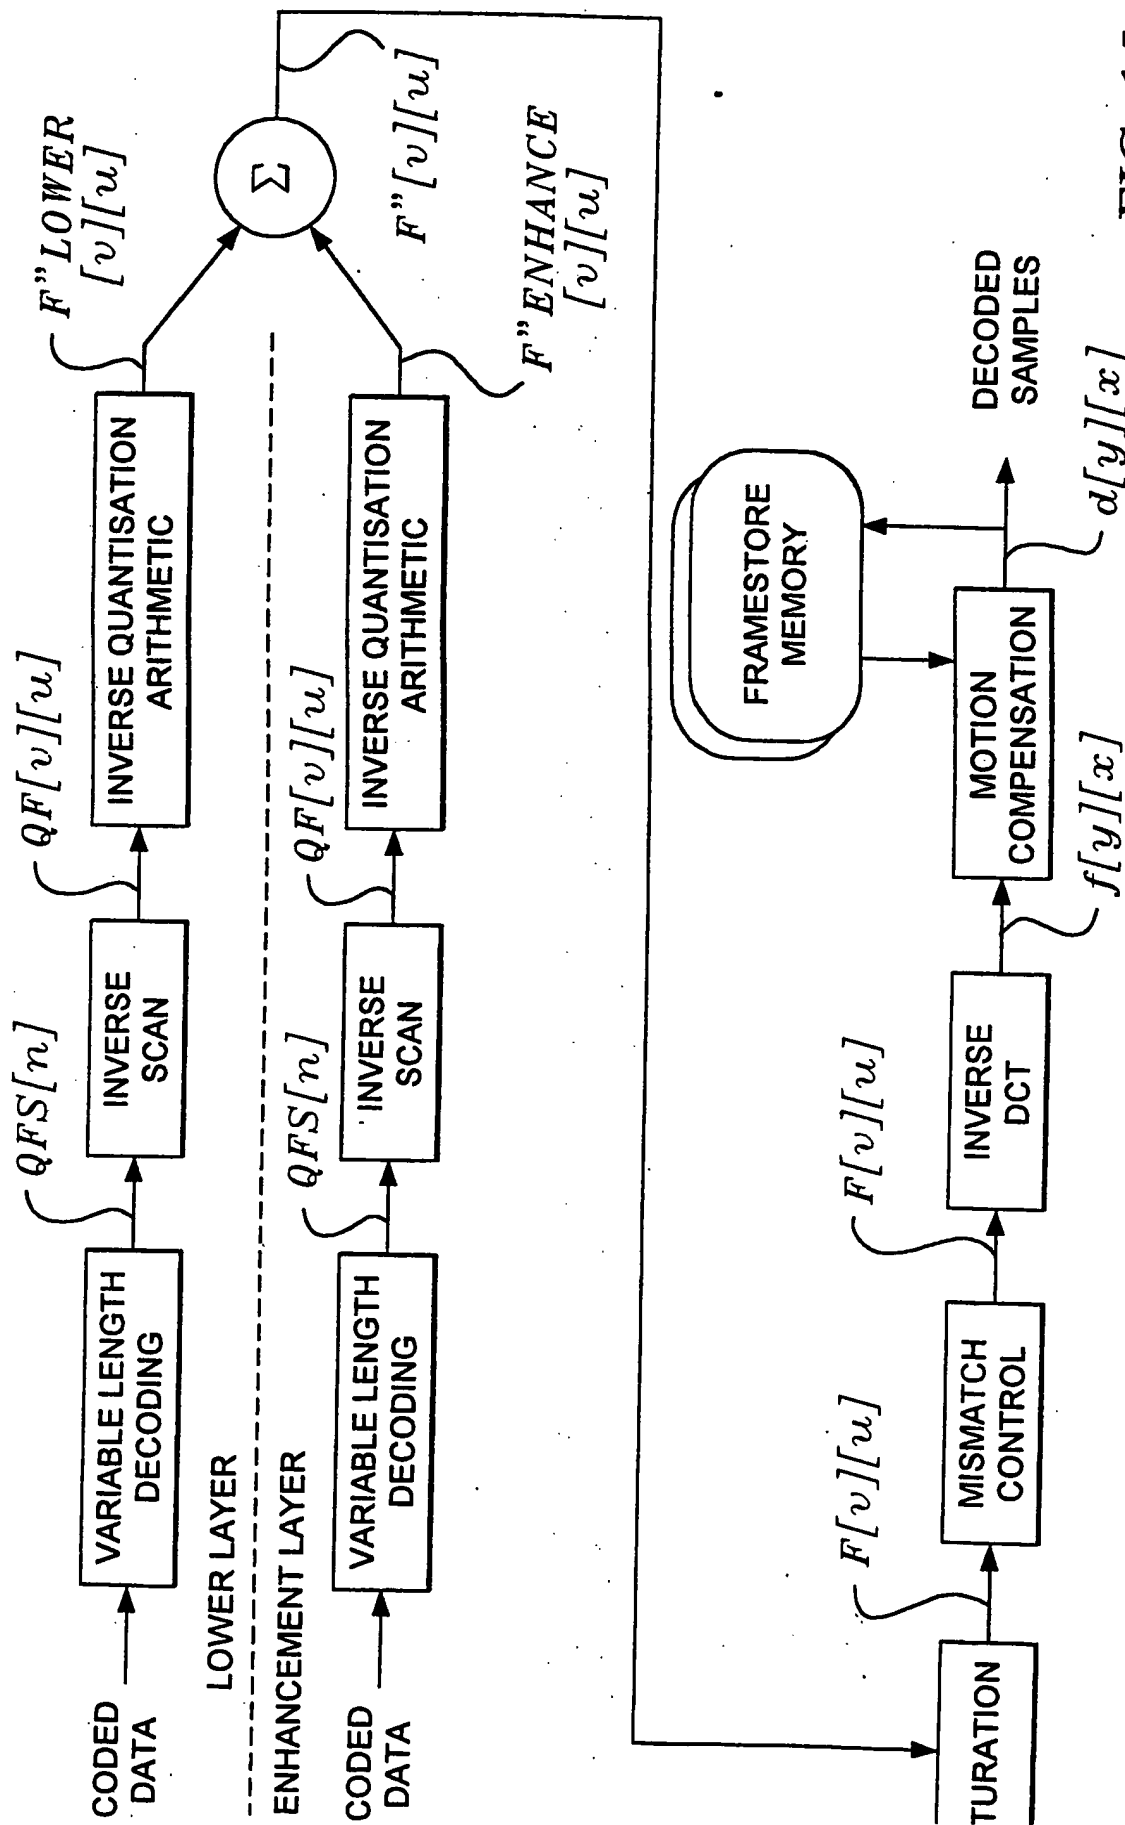 F"LOWER
[v][u]
QF[v][u]
QFS[n]
CODED
DATA
VARIABLE LENGTH
DECODING
INVERSE
SCAN
INVERSE QUANTISATION
ARITHMETIC
Σ
F"[v][u]
LOWER LAYER
ENHANCEMENT LAYER
F"ENHANCE
[v][u]
QF[v][u]
QFS[n]
CODED
DATA
VARIABLE LENGTH
DECODING
INVERSE
SCAN
INVERSE QUANTISATION
ARITHMETIC
FRAMESTORE
MEMORY
F[v][u]
F[v][u]
TURATION
MISMATCH
CONTROL
INVERSE
DCT
MOTION
COMPENSATION
DECODED
SAMPLES
f[y][x]
d[y][x]